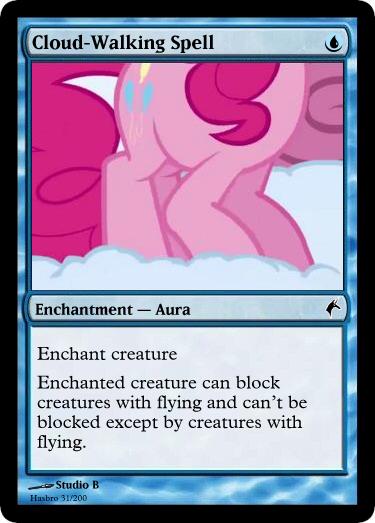 Cloud-Walking Spell
Enchantment — Aura
Enchant creature
Enchanted creature can block
creatures with flying and can't be
blocked except by creatures with
flying.
Studio B
Hasbro 31/200